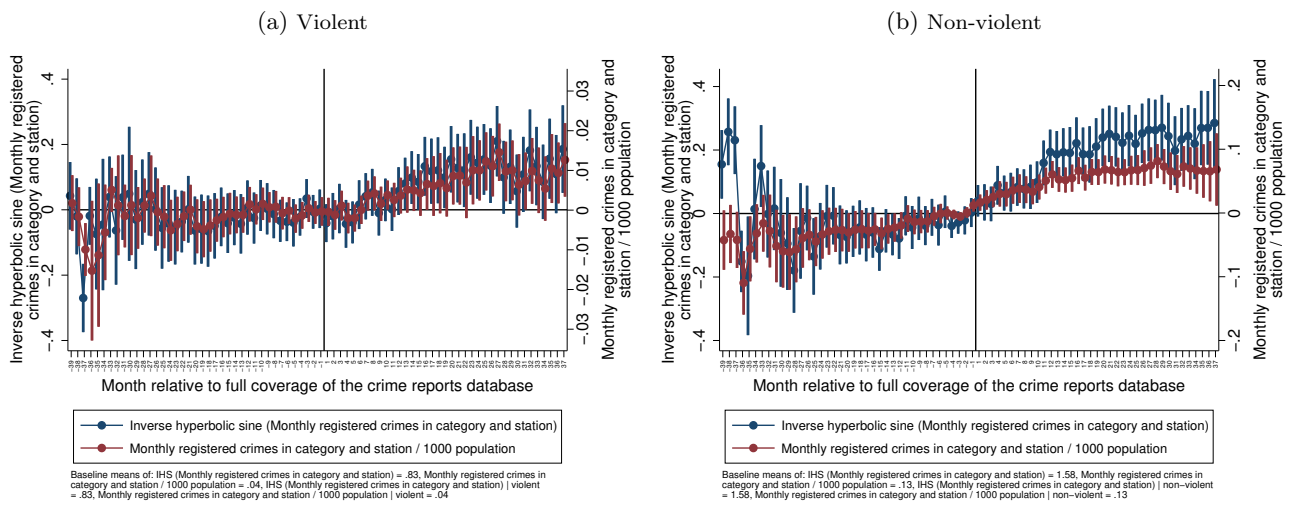 (a) Violent
Inverse hyperbolic sine (Monthly registered
crimes in category and station)
.4
.2
0
-.2
-.4
.03
.02
.01
0
-.01
-.02
-.03
Monthly registered crimes in category and
station / 1000 population
Month relative to full coverage of the crime reports database
Inverse hyperbolic sine (Monthly registered crimes in category and station)
Monthly registered crimes in category and station / 1000 population
Baseline means of: IHS (Monthly registered crimes in category and station) = .83, Monthly registered crimes in
category and station / 1000 population = .04, IHS (Monthly registered crimes in category and station) | violent
= .83, Monthly registered crimes in category and station / 1000 population | violent = .04
(b) Non-violent
Inverse hyperbolic sine (Monthly registered
crimes in category and station)
.4
.2
0
-.2
-.4
.2
.1
0
-.1
-.2
Monthly registered crimes in category and
station / 1000 population
Month relative to full coverage of the crime reports database
Inverse hyperbolic sine (Monthly registered crimes in category and station)
Monthly registered crimes in category and station / 1000 population
Baseline means of: IHS (Monthly registered crimes in category and station) = 1.58, Monthly registered crimes in
category and station / 1000 population = .13, IHS (Monthly registered crimes in category and station) | non-violent
= 1.58, Monthly registered crimes in category and station / 1000 population | non-violent = .13